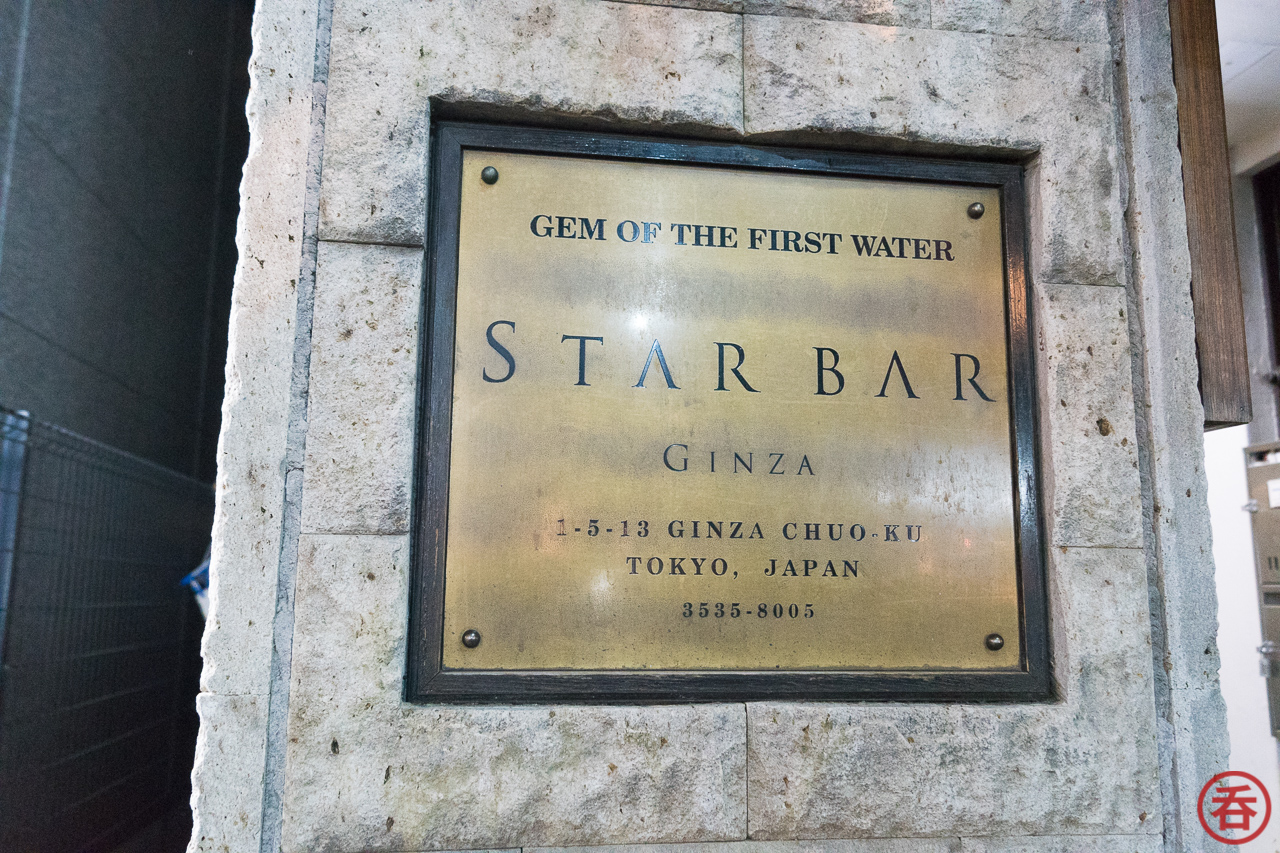 GEM OF THE FIRST WATER
STAR BAR
GINZA
1-5-13 GINZA CHUO-KU
TOKYO, JAPAN
3535-8005
呑